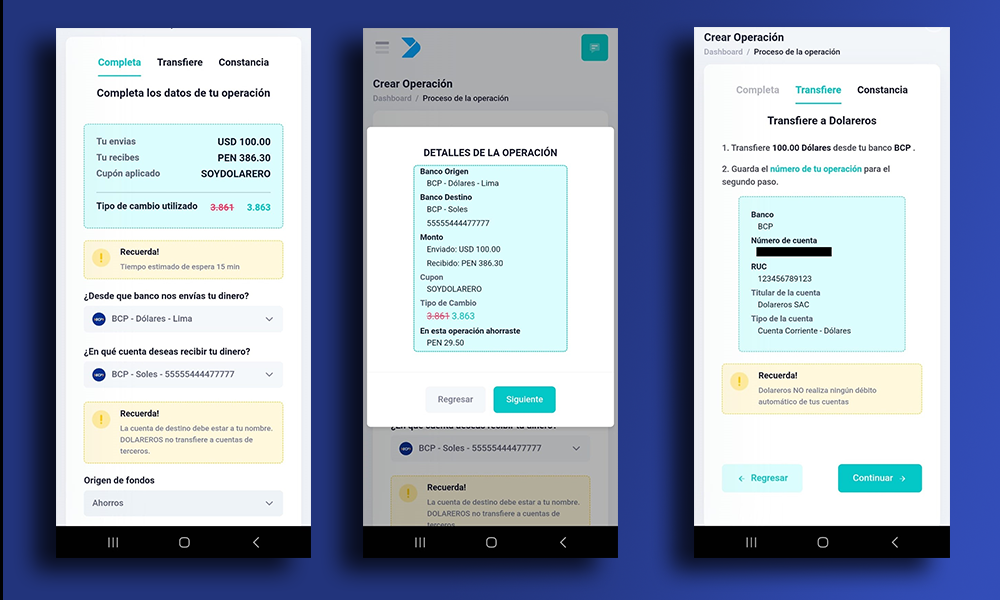 Completa Transfiere Constancia
Completa los datos de tu operación
Tu envias USD 100.00
Tu recibes PEN 386.30
Cupón aplicado SOYDOLARERO
Tipo de cambio utilizado 3.861 3.863
Recuerda!
Tiempo estimado de espera 15 min
¿Desde que banco nos envías tu dinero?
BCP - Dólares - Lima
¿En qué cuenta deseas recibir tu dinero?
BCP - Soles - 55555444477777
Recuerda!
La cuenta de destino debe estar a tu nombre.
DOLAREROS no transfiere a cuentas de
terceros.
Origen de fondos
Ahorros
Crear Operación
Dashboard / Proceso de la operación
DETALLES DE LA OPERACIÓN
Banco Origen
BCP - Dólares - Lima
Banco Destino
BCP - Soles
55555444477777
Monto
Enviado: USD 100.00
Recibido: PEN 386.30
Cupon
SOYDOLARERO
Tipo de Cambio
3.861 3.863
En esta operación ahorraste
PEN 29.50
Regresar Siguiente
¿En qué cuenta deseas recibir tu dinero?
BCP - Soles - 55555444477777
Recuerda!
La cuenta de destino debe estar a tu nombre.
DOLAREROS no transfiere a cuentas de
terceros.
Crear Operación
Dashboard / Proceso de la operación
Completa Transfiere Constancia
Transfiere a Dolareros
1. Transfiere 100.00 Dólares desde tu banco BCP .
2. Guarda el número de tu operación para el
segundo paso.
Banco
BCP
Número de cuenta
RUC
123456789123
Titular de la cuenta
Dolareros SAC
Tipo de la cuenta
Cuenta Corriente - Dólares
Recuerda!
Dolareros NO realiza ningún débito
automático de tus cuentas
Regresar Continuar